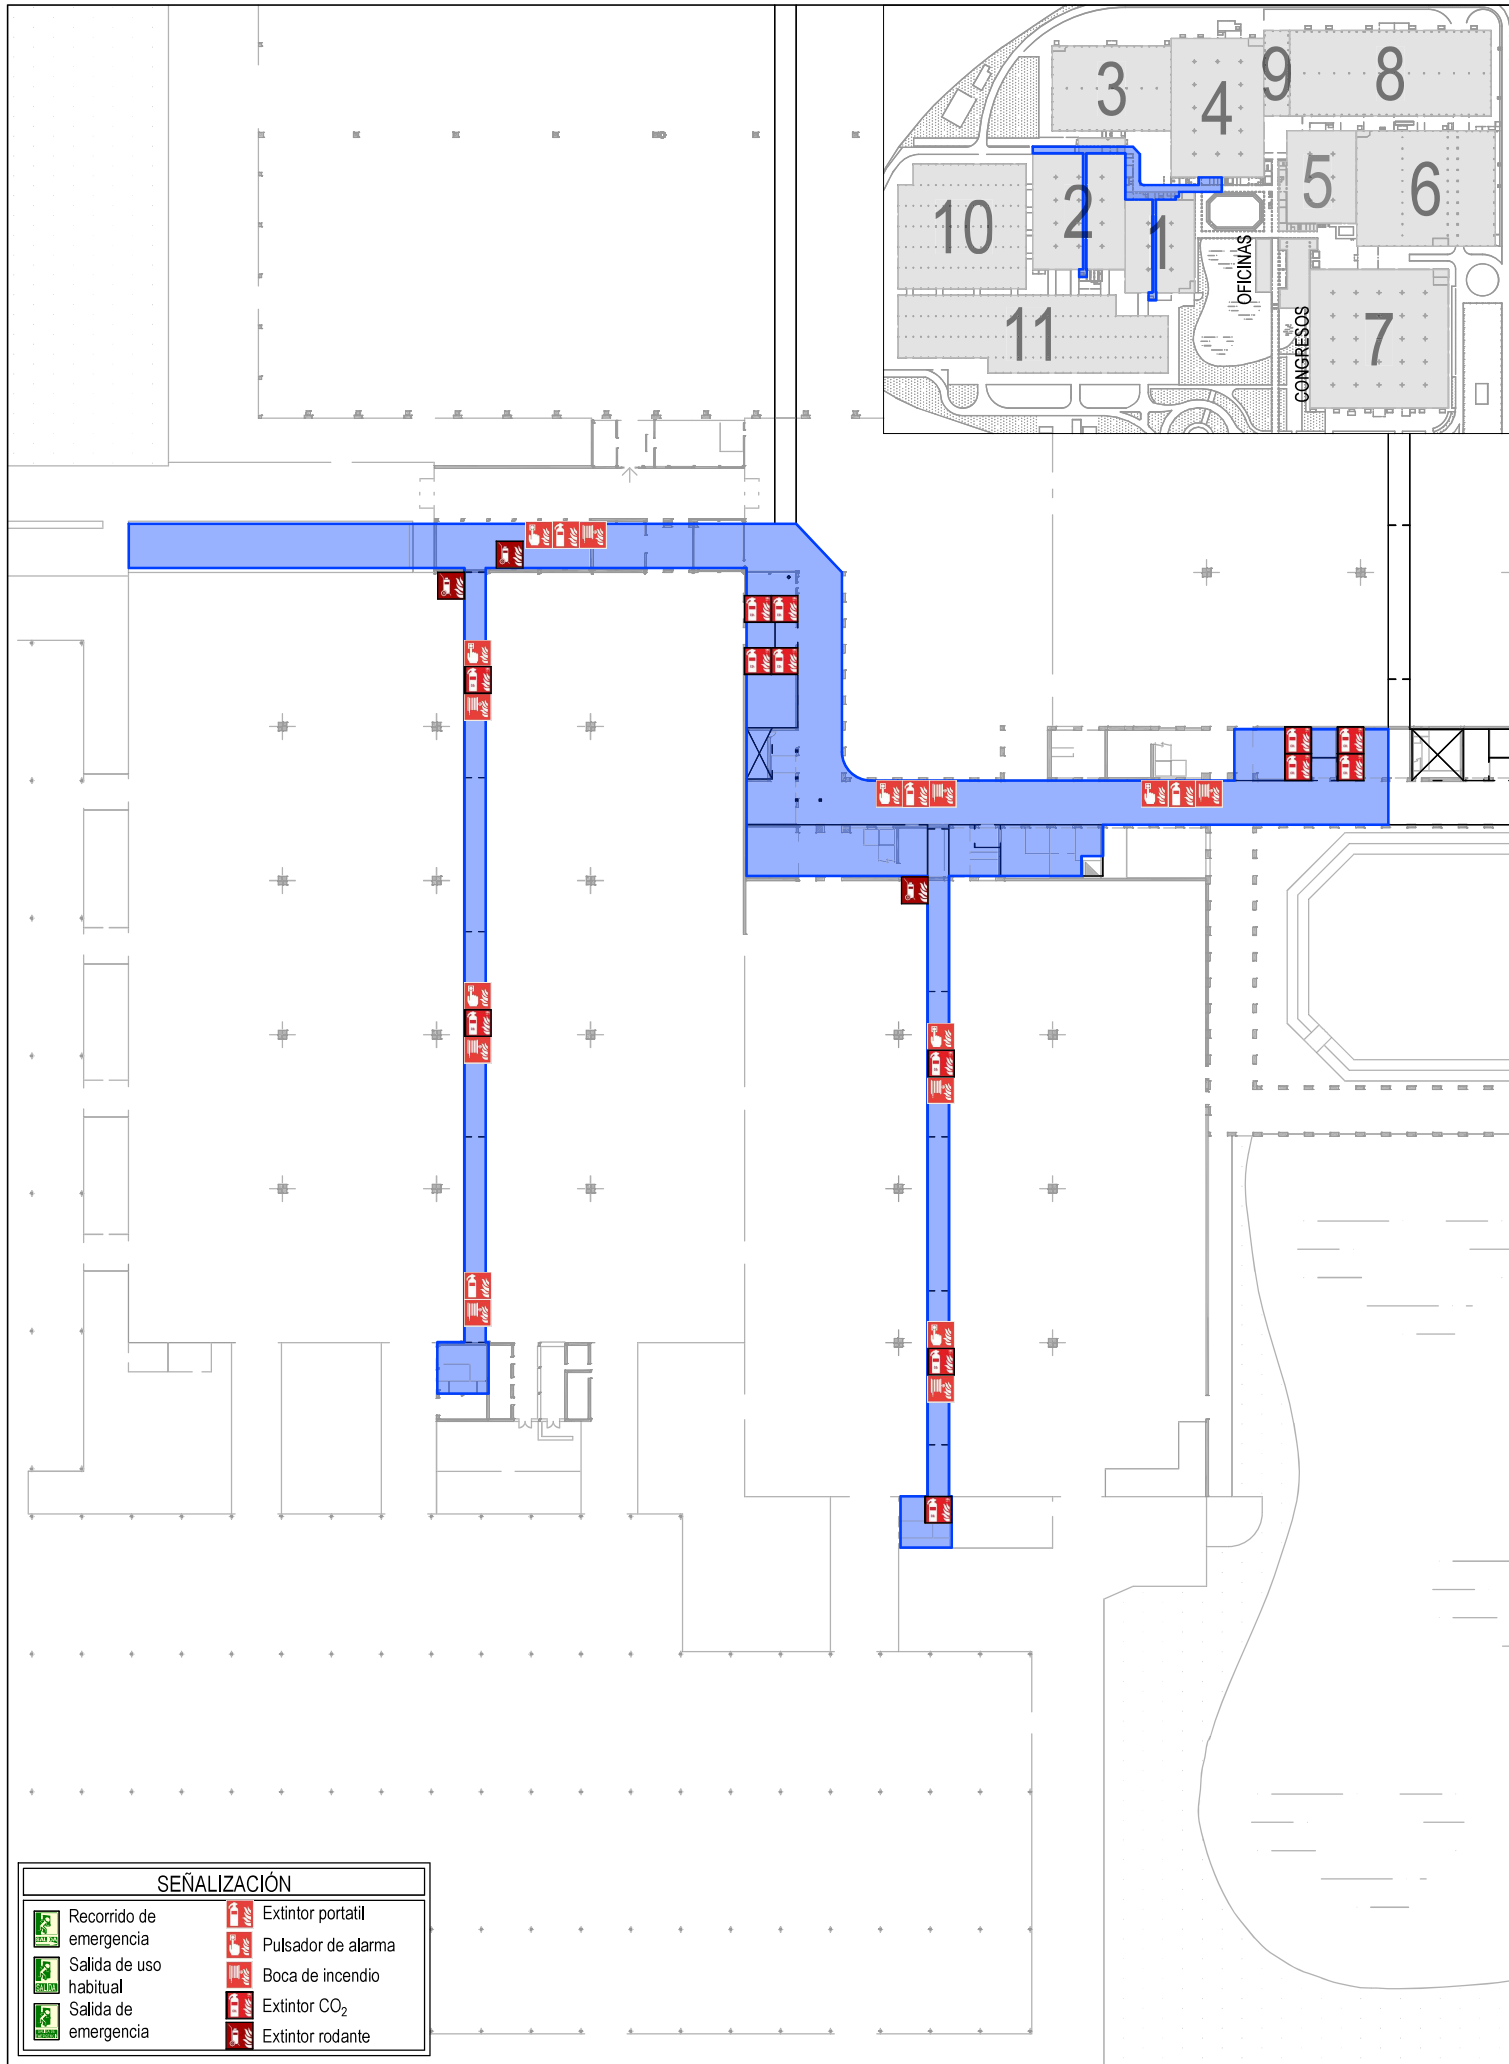 3
4
9
8
5
6
10
2
1
11
7
OFICINAS
CONGRESOS
SEÑALIZACIÓN
Recorrido de
emergencia
Salida de uso
habitual
Salida de
emergencia
Extintor portatil
Pulsador de alarma
Boca de incendio
Extintor CO₂
Extintor rodante
SALIDA